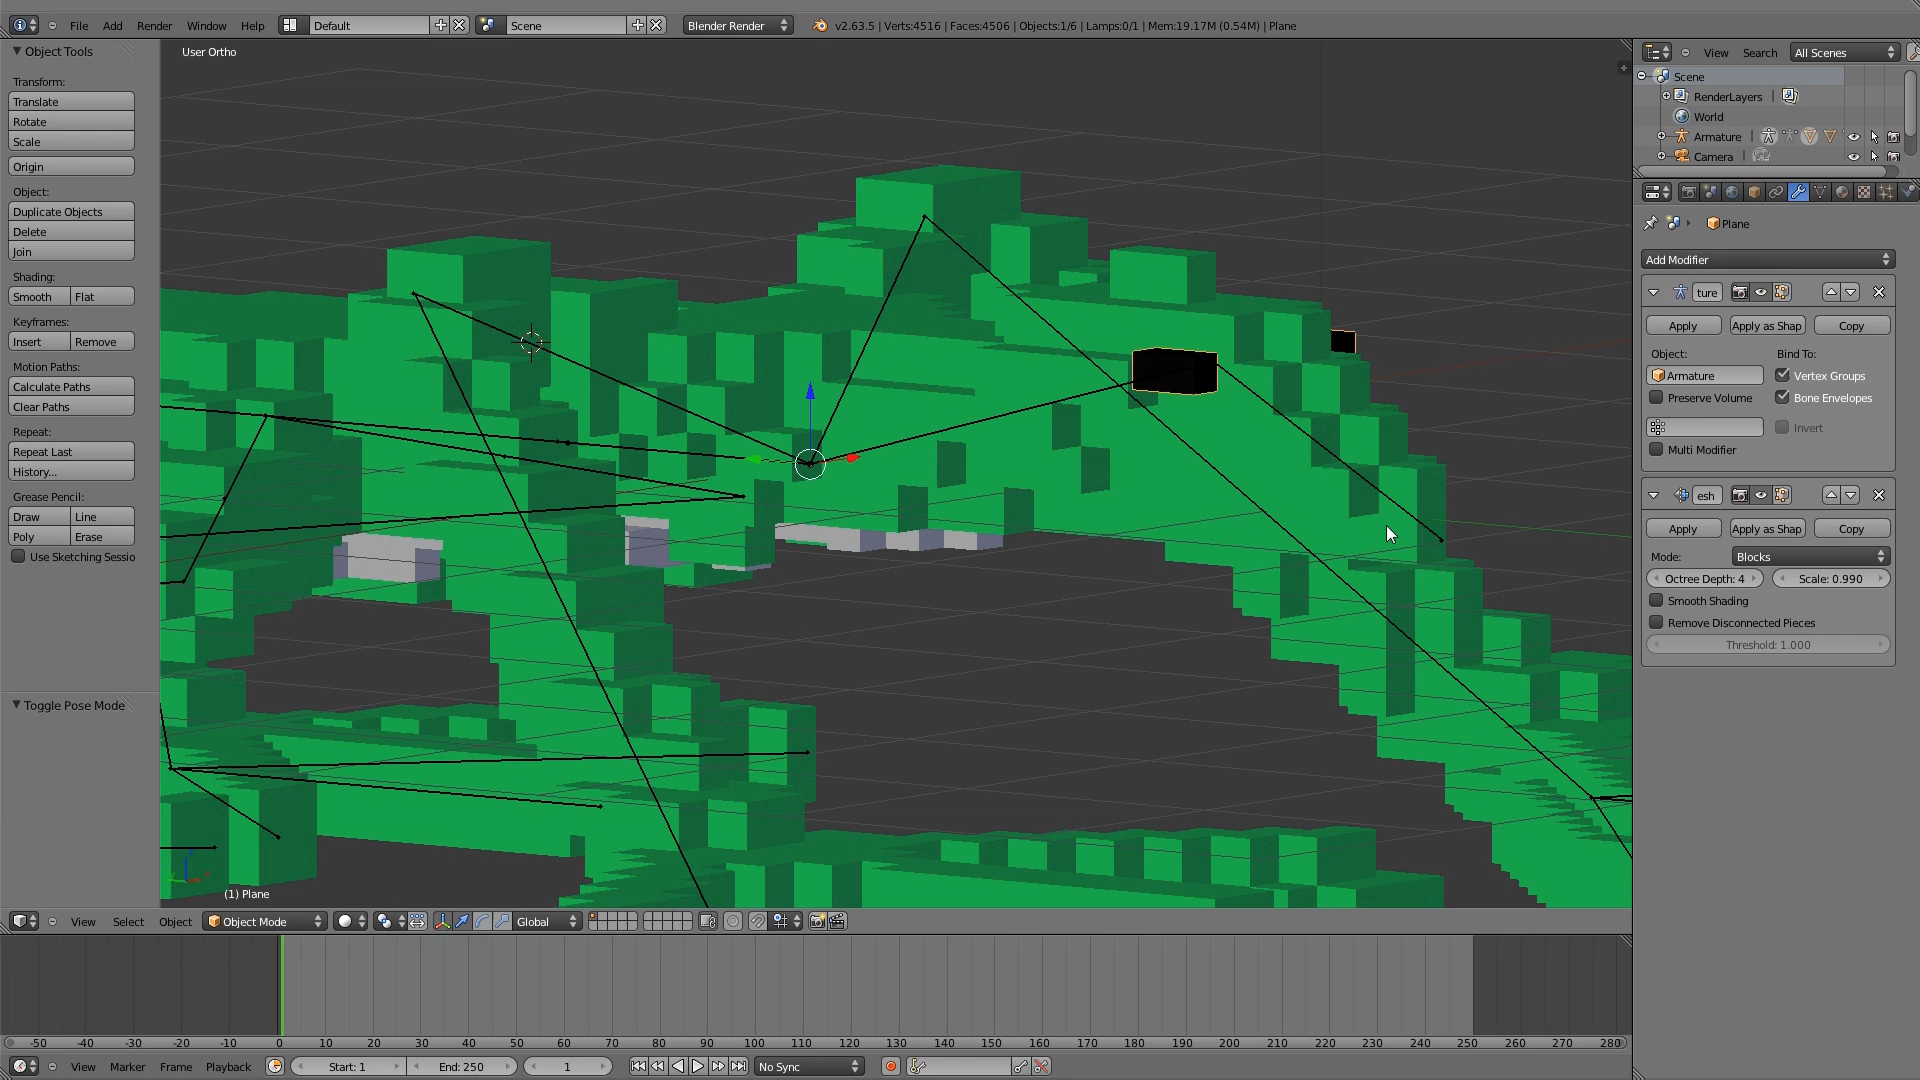 File Add Render Window Help Default Scene Blender Render v2.63.5 | Verts:4516 | Faces:4506 | Objects:1/6 | Lamps:0/1 | Mem:19.17M (0.54M) | Plane
Object Tools
Transform:
Translate
Rotate
Scale
Origin
Object:
Duplicate Objects
Delete
Join
Shading:
Smooth Flat
Keyframes:
Insert Remove
Motion Paths:
Calculate Paths
Clear Paths
Repeat:
Repeat Last
History...
Grease Pencil:
Draw Line
Poly Erase
Use Sketching Sessio
Toggle Pose Mode
User Ortho
(1) Plane
View Search All Scenes
Scene
RenderLayers |
World
Armature
Camera
Plane
Add Modifier
ture
Apply Apply as Shap Copy
Object: Bind To:
Armature Vertex Groups
Preserve Volume Bone Envelopes
Invert
Multi Modifier
esh
Apply Apply as Shap Copy
Mode: Blocks
Octree Depth: 4 Scale: 0.990
Smooth Shading
Remove Disconnected Pieces
Threshold: 1.000
View Select Object Object Mode Global
-50 -40 -30 -20 -10 0 10 20 30 40 50 60 70 80 90 100 110 120 130 140 150 160 170 180 190 200 210 220 230 240 250 260 270 280
View Marker Frame Playback Start: 1 End: 250 1 No Sync